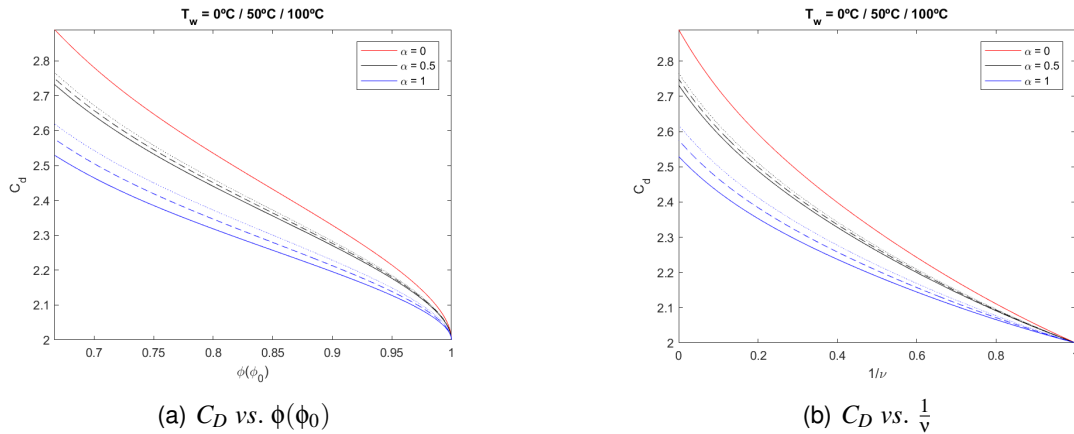 T_w = 0ºC / 50ºC / 100ºC
α = 0
α = 0.5
α = 1
C_d
2.8
2.7
2.6
2.5
2.4
2.3
2.2
2.1
2
0.7 0.75 0.8 0.85 0.9 0.95 1
ϕ(ϕ_0)
(a) C_D vs. ϕ(ϕ_0)
T_w = 0ºC / 50ºC / 100ºC
α = 0
α = 0.5
α = 1
C_d
2.8
2.7
2.6
2.5
2.4
2.3
2.2
2.1
2
0 0.2 0.4 0.6 0.8 1
1/ν
(b) C_D vs. 1/ν